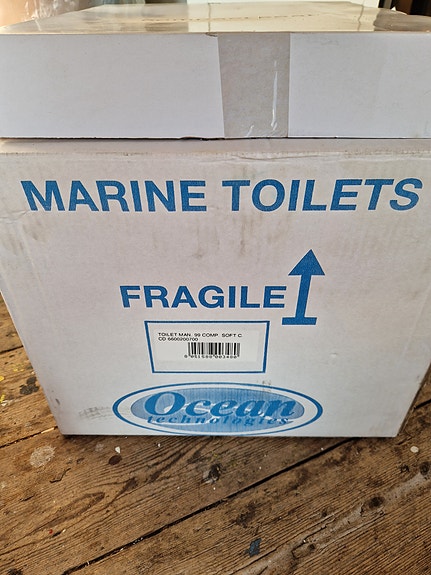 MARINE TOILETS
FRAGILE
TOILET MAN. 99 COMP. SOFT C.
CD 6600200700
Ocean
technologies